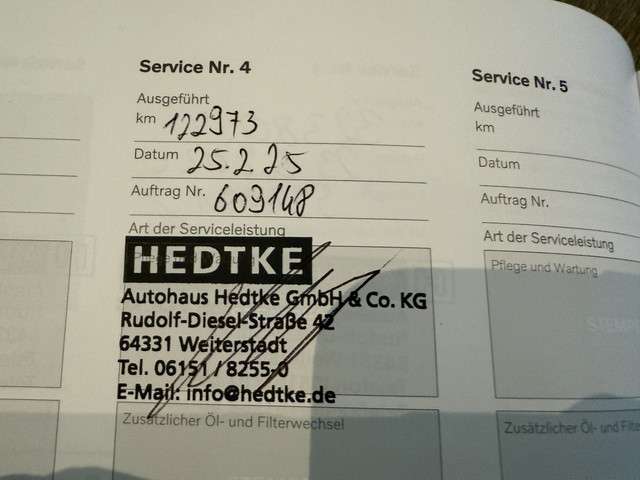 Service Nr. 4
Ausgeführt
km 122973
Datum 25.2.25
Auftrag Nr. 609148
Art der Serviceleistung
Pflege und
HEDTKE
Autohaus Hedtke GmbH & Co. KG
Rudolf-Diesel-Straße 42
64331 Weiterstadt
Tel. 06151 / 8255-0
E-Mail: info@hedtke.de
Zusätzlicher Öl- und Filterwechsel
Service Nr. 5
Ausgeführt
km
Datum
Auftrag Nr.
Art der Serviceleistung
Pflege und Wartung
Zusätzlicher Öl- und